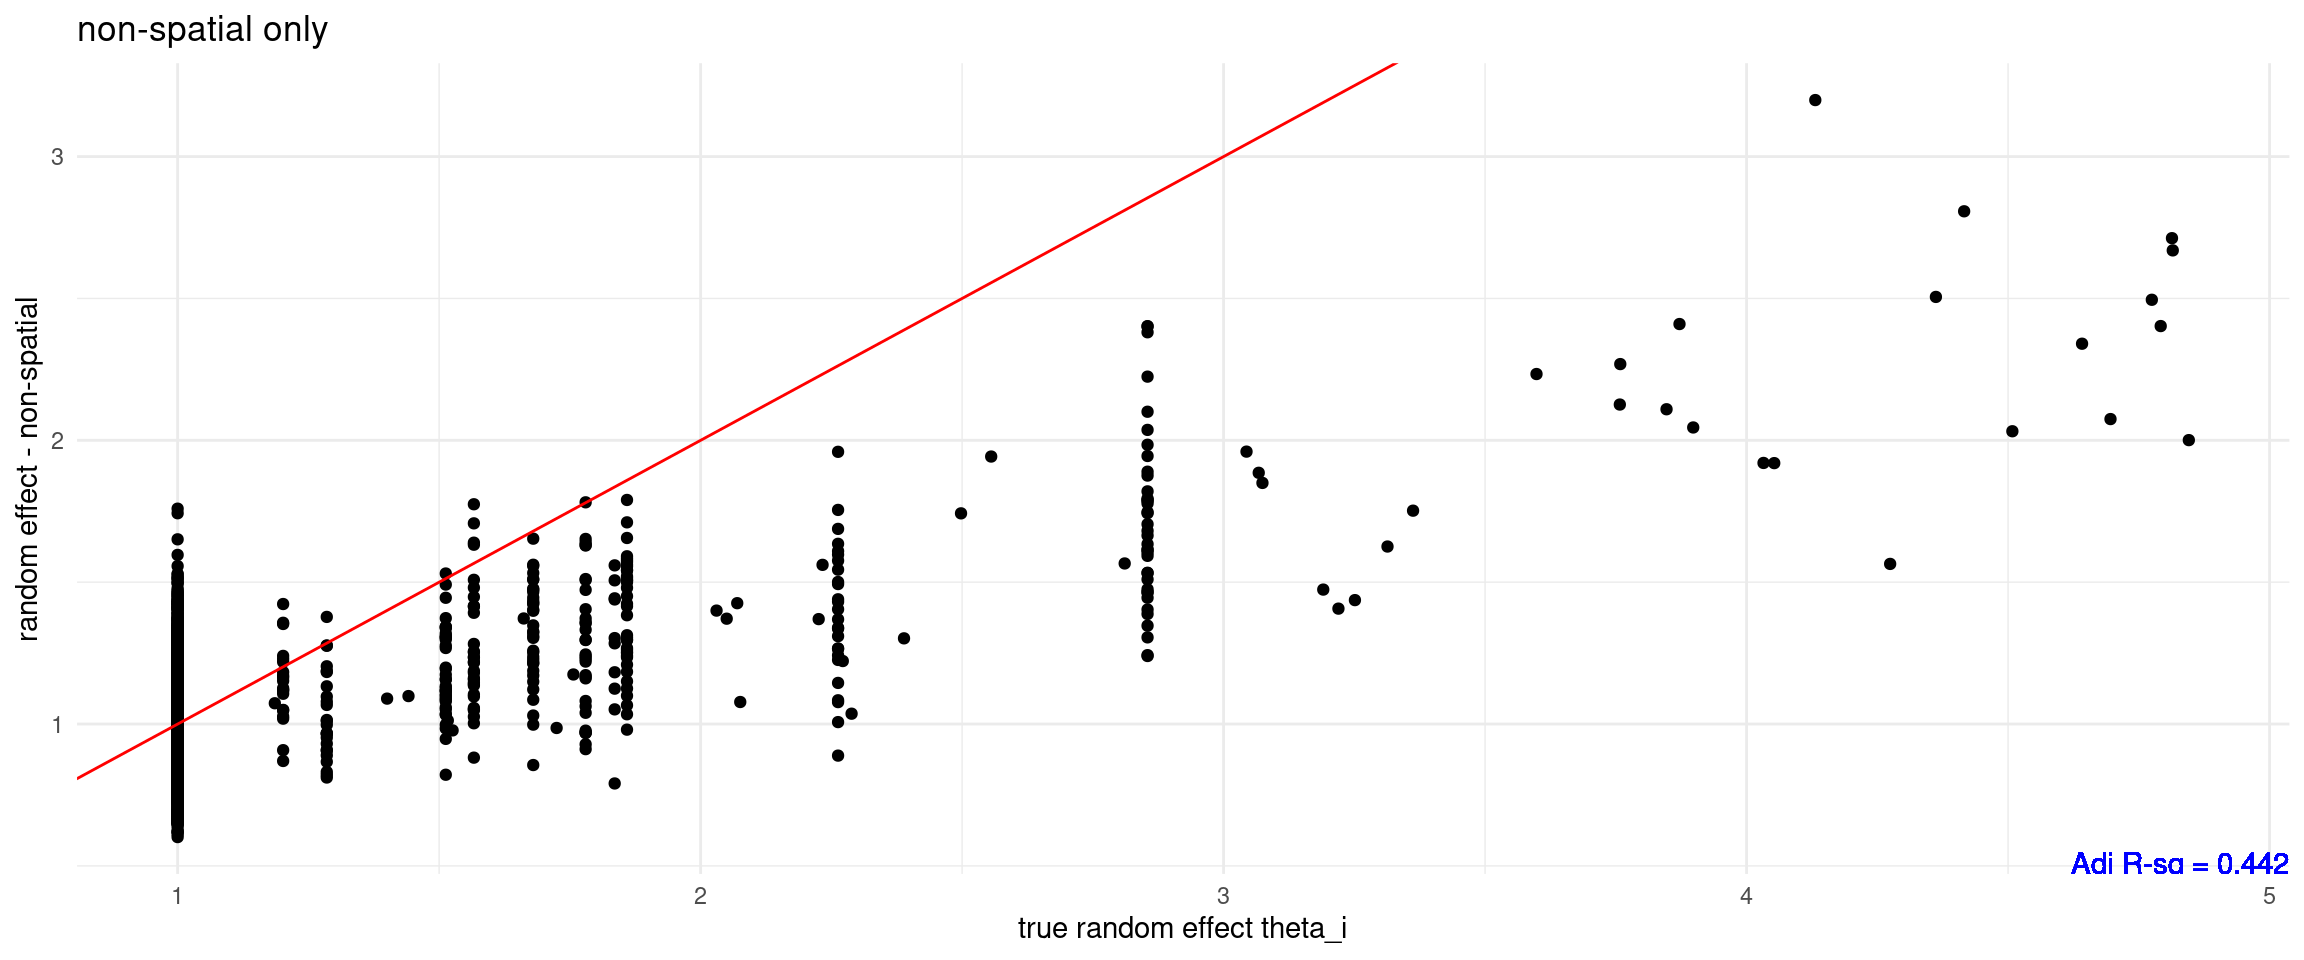 non-spatial only
random effect - non-spatial
3
2
1
1 2 3 4 5
Adj R-sq = 0.442
true random effect theta_i